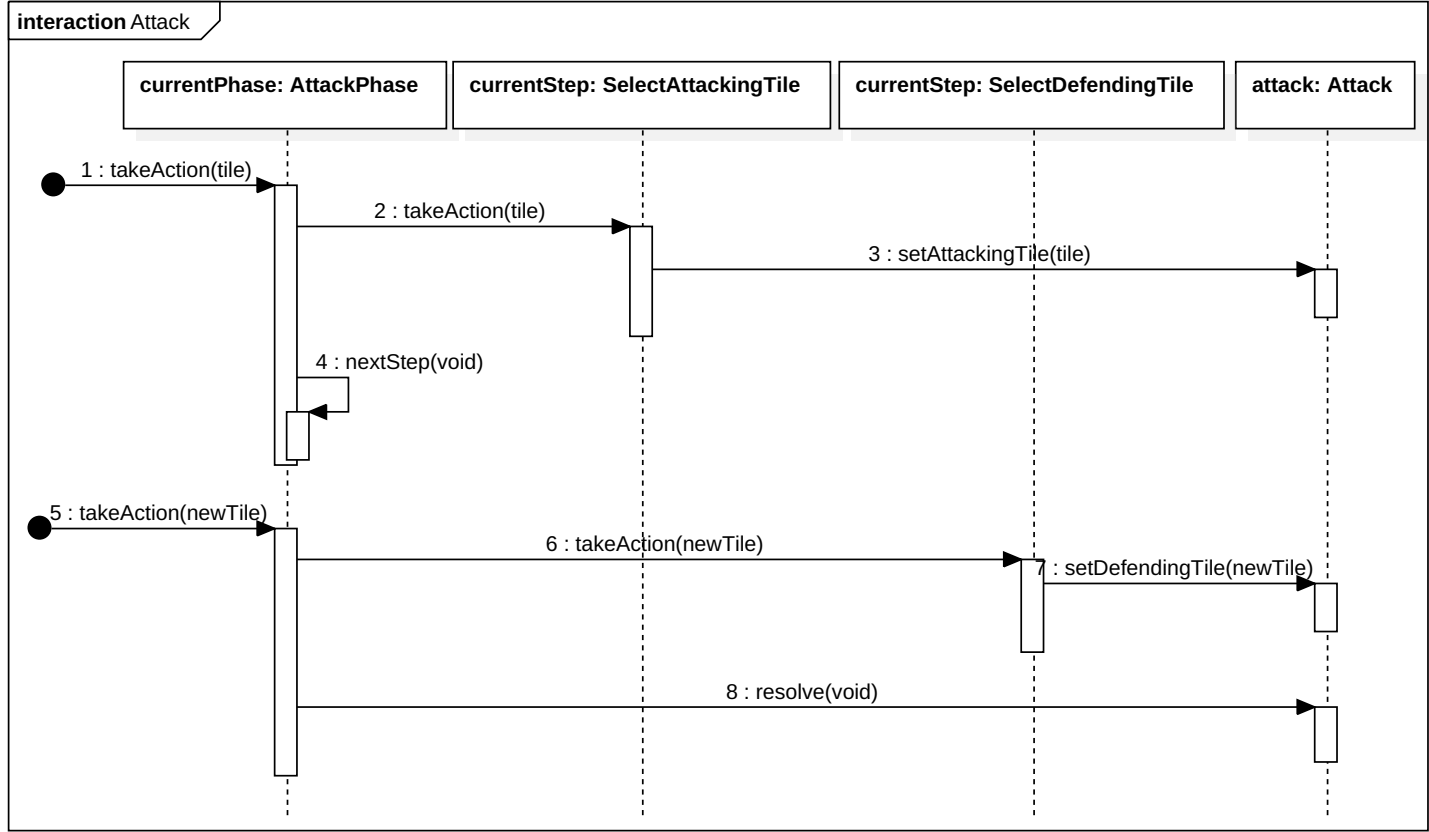 interaction Attack
currentPhase: AttackPhase
currentStep: SelectAttackingTile
currentStep: SelectDefendingTile
attack: Attack
1 : takeAction(tile)
2 : takeAction(tile)
3 : setAttackingTile(tile)
4 : nextStep(void)
5 : takeAction(newTile)
6 : takeAction(newTile)
7 : setDefendingTile(newTile)
8 : resolve(void)